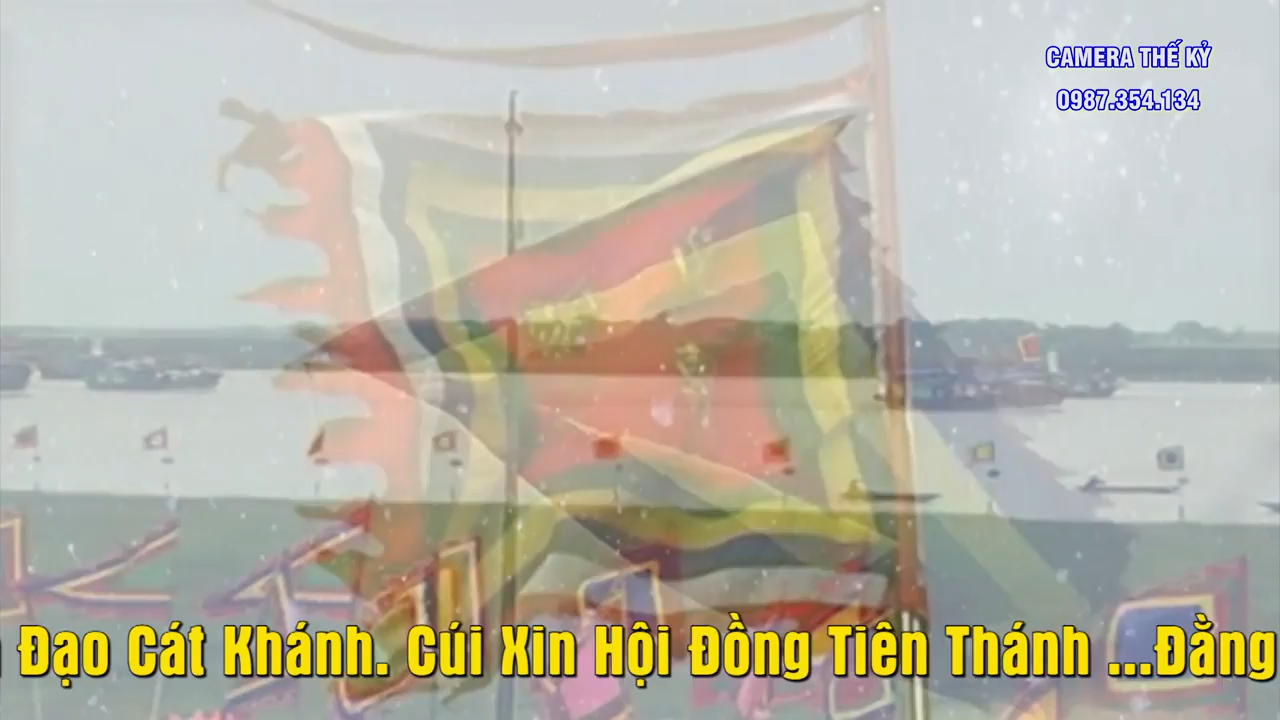 CAMERA THẾ KỶ
0987.354.134
Đạo Cát Khánh. Cúi Xin Hội Đồng Tiên Thánh ...Đằng